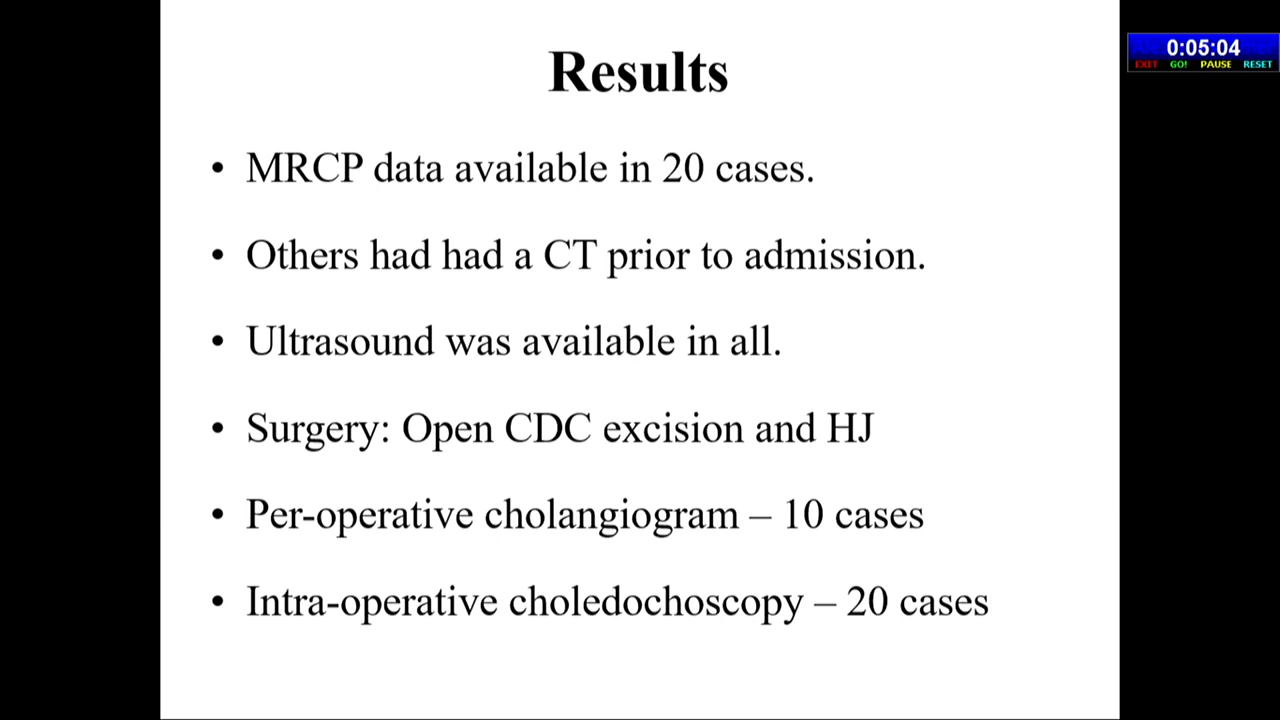 Results
0:05:04
EXIT GO! PAUSE RESET
• MRCP data available in 20 cases.
• Others had had a CT prior to admission.
• Ultrasound was available in all.
• Surgery: Open CDC excision and HJ
• Per-operative cholangiogram – 10 cases
• Intra-operative choledochoscopy – 20 cases